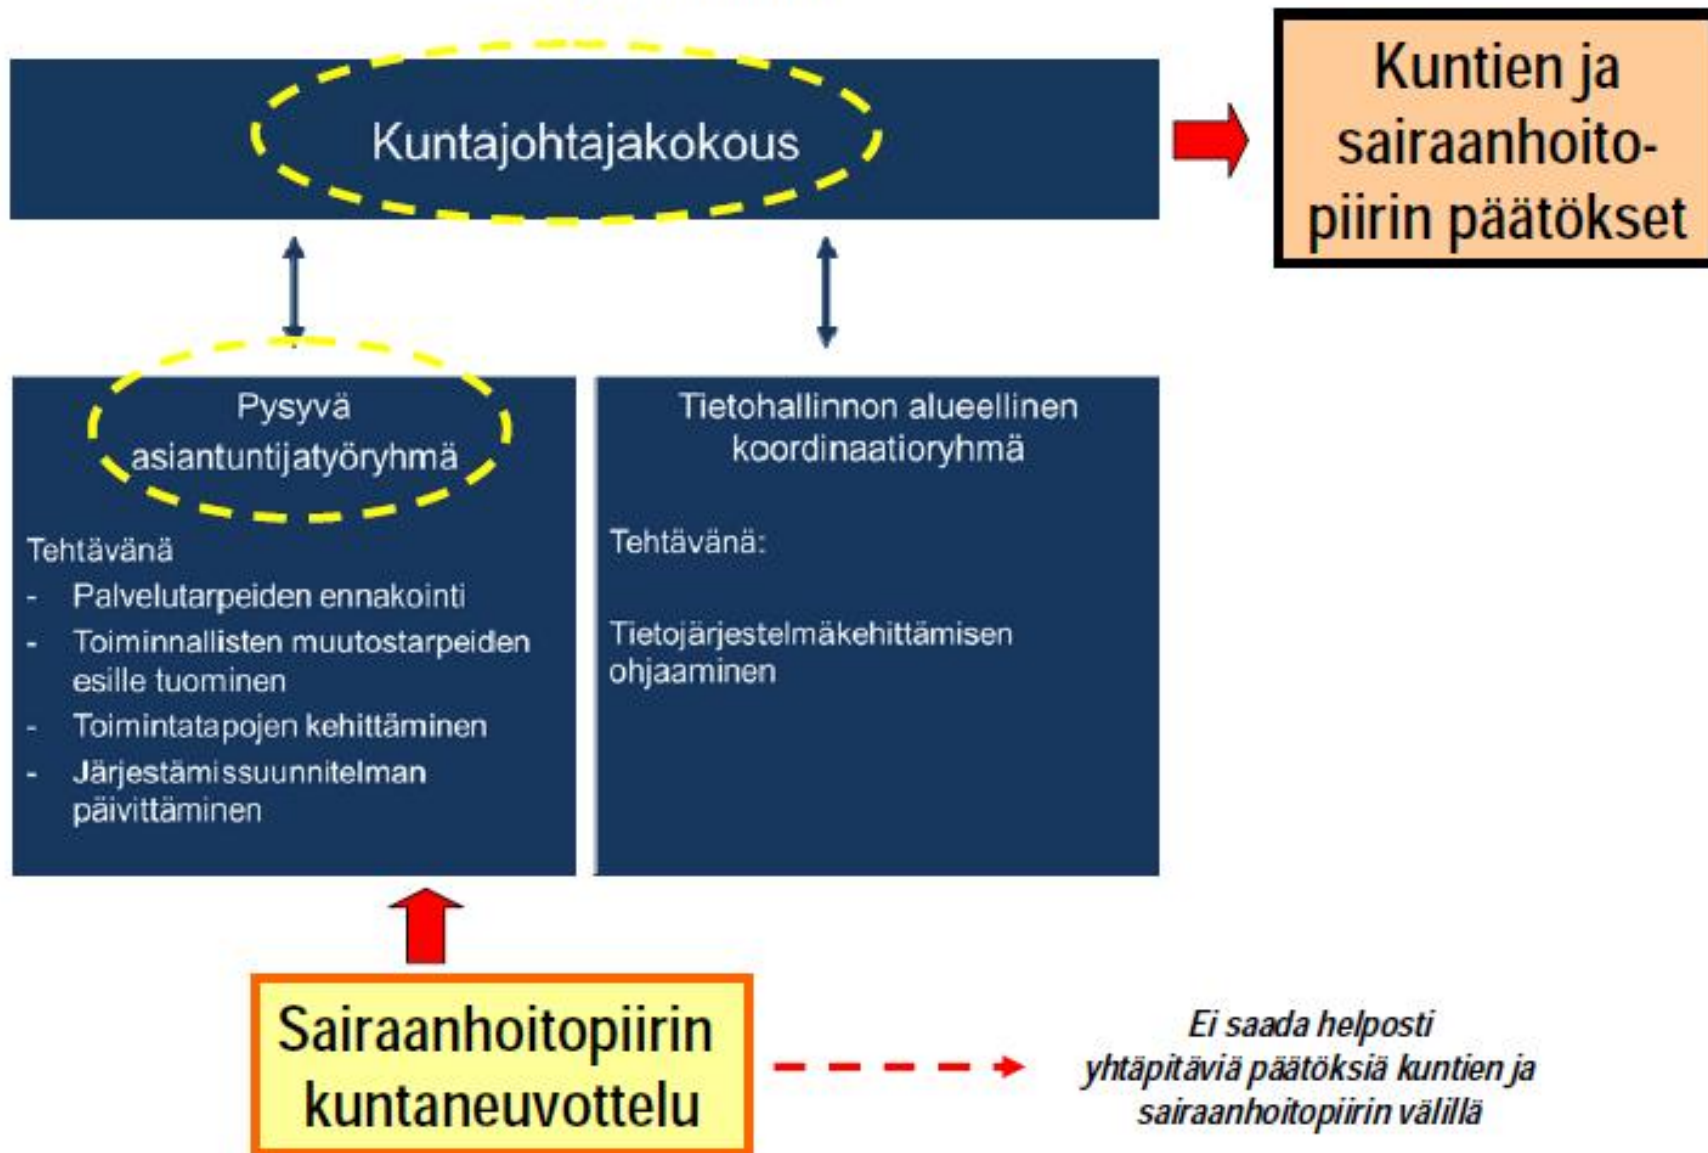 Kuntajohtajakokous
Kuntien ja
sairaanhoito-
piirin päätökset
Pysyvä
asiantuntijatyöryhmä
Tehtävänä
- Palvelutarpeiden ennakointi
- Toiminnallisten muutostarpeiden
esille tuominen
- Toimintatapojen kehittäminen
- Järjestämissuunnitelman
päivittäminen
Tietohallinnon alueellinen
koordinaatioryhmä
Tehtävänä:
Tietojärjestelmäkehittämisen
ohjaaminen
Sairaanhoitopiirin
kuntaneuvottelu
Ei saada helposti
yhtäpitäviä päätöksiä kuntien ja
sairaanhoitopiirin välillä